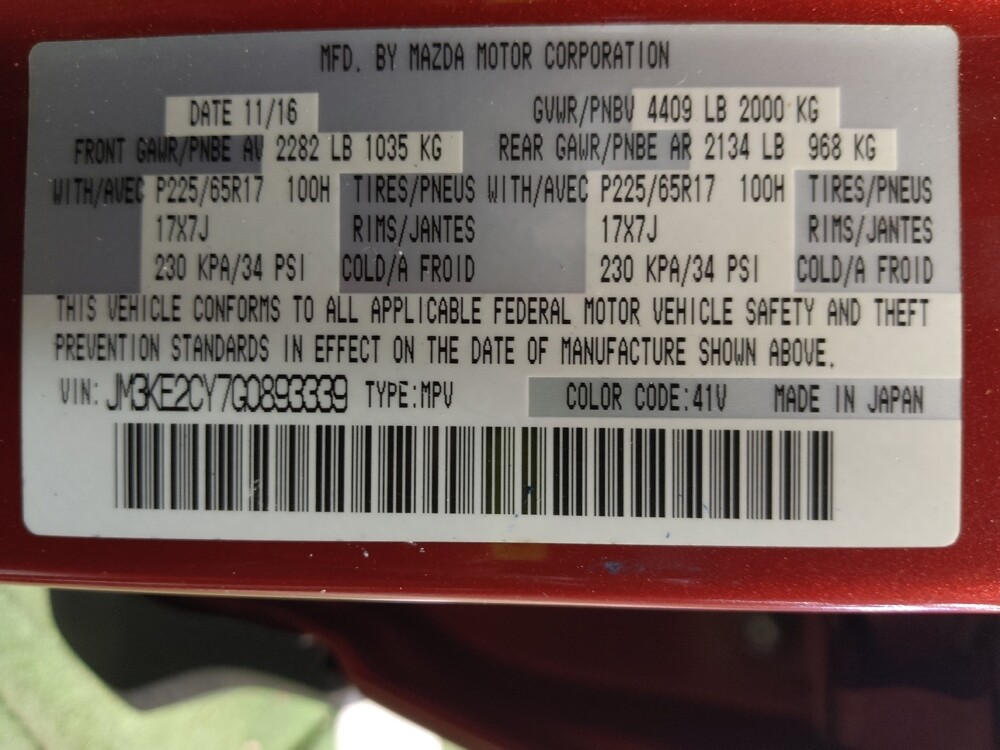 MFD. BY MAZDA MOTOR CORPORATION
DATE 11/16 GVWR/PNBV 4409 LB 2000 KG
FRONT GAWR/PNBE AV 2282 LB 1035 KG REAR GAWR/PNBE AR 2134 LB 968 KG
WITH/AVEC P225/65R17 100H TIRES/PNEUS WITH/AVEC P225/65R17 100H TIRES/PNEUS
17X7J RIMS/JANTES 17X7J RIMS/JANTES
230 KPA/34 PSI COLD/A FROID 230 KPA/34 PSI COLD/A FROID
THIS VEHICLE CONFORMS TO ALL APPLICABLE FEDERAL MOTOR VEHICLE SAFETY AND THEFT
PREVENTION STANDARDS IN EFFECT ON THE DATE OF MANUFACTURE SHOWN ABOVE.
VIN: JM3KE2CY7G0893339 TYPE:MPV COLOR CODE:41V MADE IN JAPAN